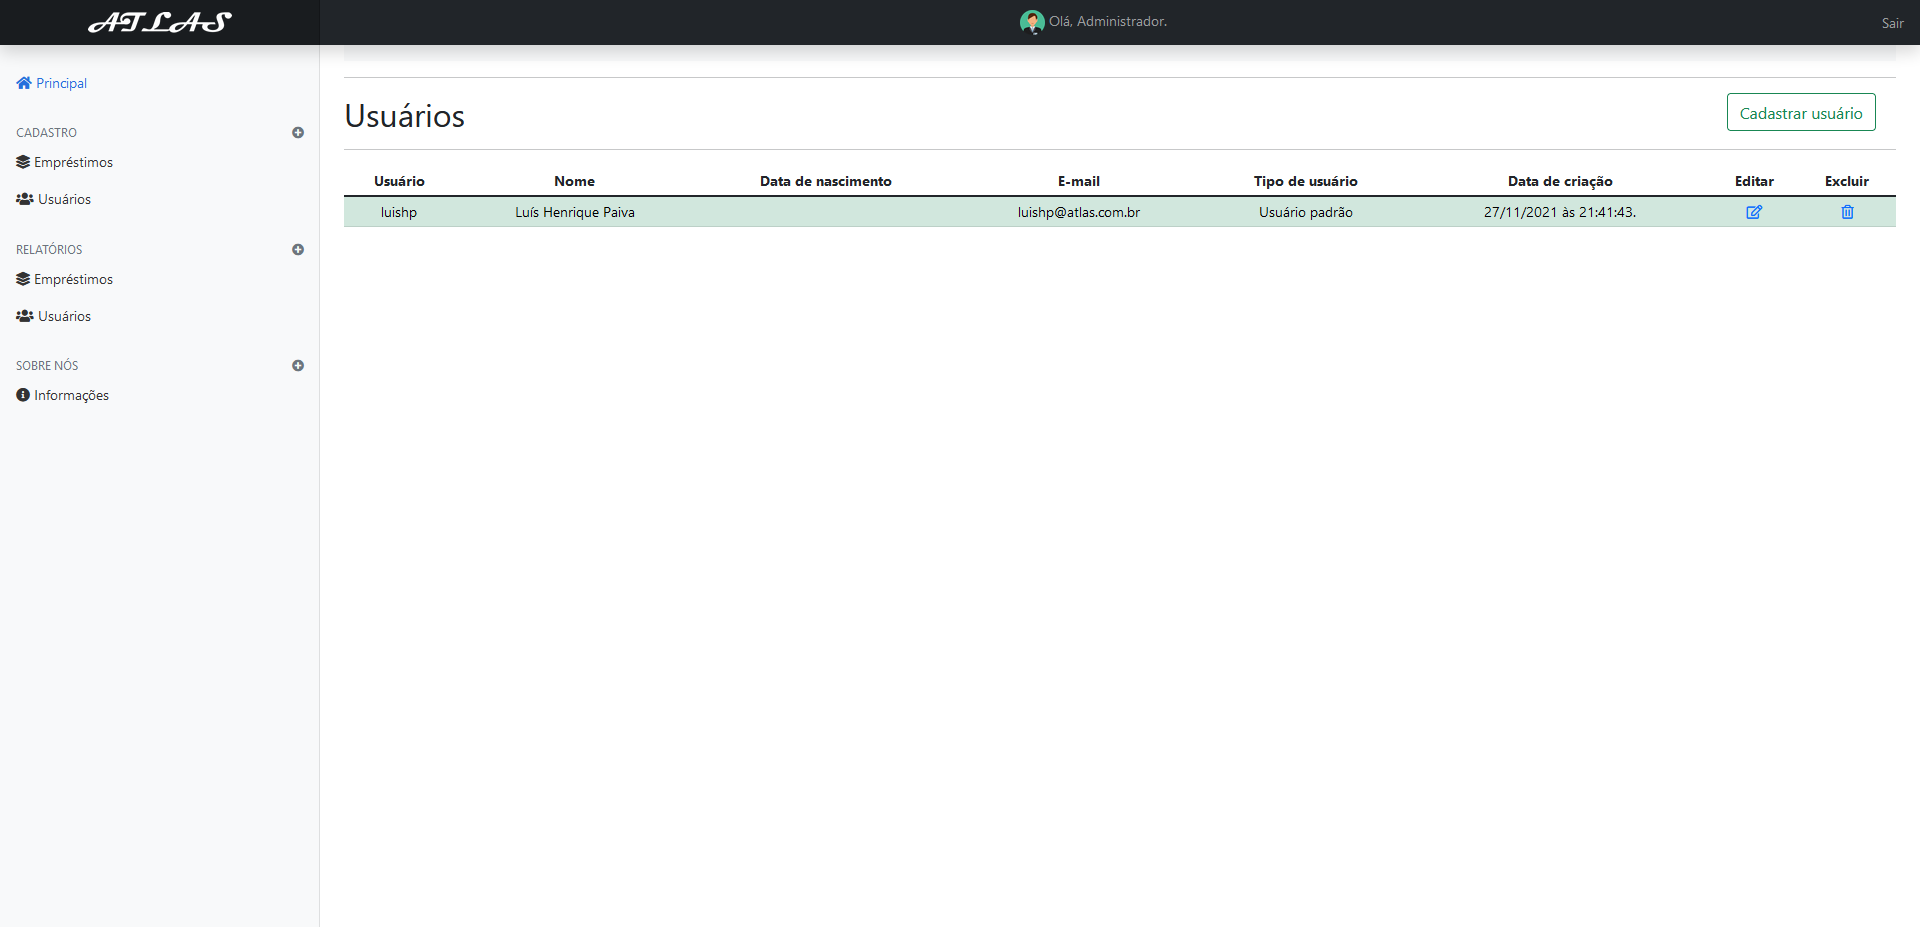 ATLAS
Olá, Administrador.
Sair
Principal
CADASTRO
Empréstimos
Usuários
RELATÓRIOS
Empréstimos
Usuários
SOBRE NÓS
Informações
Usuários
Cadastrar usuário
Usuário Nome Data de nascimento E-mail Tipo de usuário Data de criação Editar Excluir
luishp Luís Henrique Paiva luishp@atlas.com.br Usuário padrão 27/11/2021 às 21:41:43.